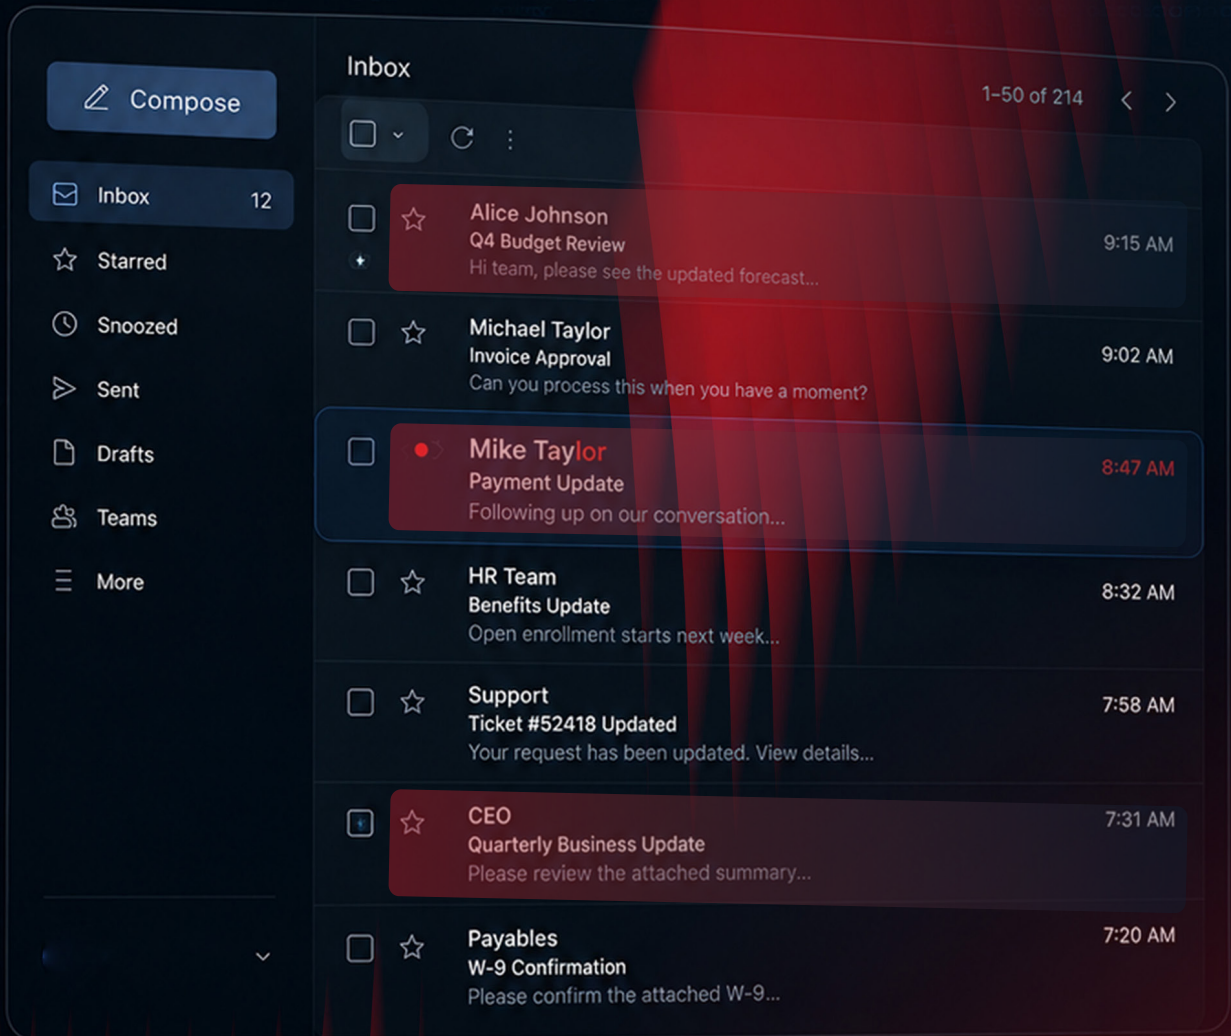 Compose
Inbox 12
Starred
Snoozed
Sent
Drafts
Teams
More
Inbox
1–50 of 214
Alice Johnson
Q4 Budget Review
Hi team, please see the updated forecast...
9:15 AM
Michael Taylor
Invoice Approval
Can you process this when you have a moment?
9:02 AM
Mike Taylor
Payment Update
Following up on our conversation...
8:47 AM
HR Team
Benefits Update
Open enrollment starts next week...
8:32 AM
Support
Ticket #52418 Updated
Your request has been updated. View details...
7:58 AM
CEO
Quarterly Business Update
Please review the attached summary...
7:31 AM
Payables
W-9 Confirmation
Please confirm the attached W-9...
7:20 AM